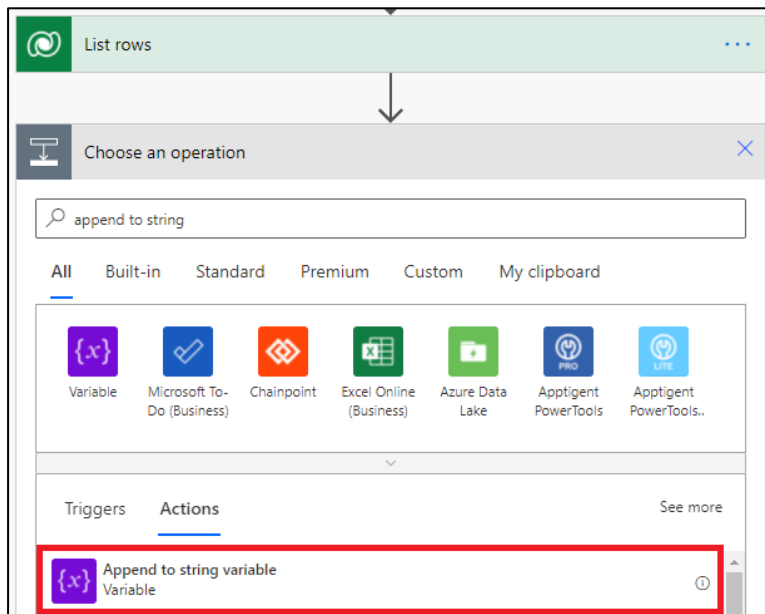 List rows
Choose an operation
append to string
All Built-in Standard Premium Custom My clipboard
{x}
PRO
LITE
Variable Microsoft To- Chainpoint Excel Online Azure Data Apptigent Apptigent
Do (Business) (Business) Lake PowerTools PowerTools..
Triggers Actions See more
Append to string variable
{x}
Variable